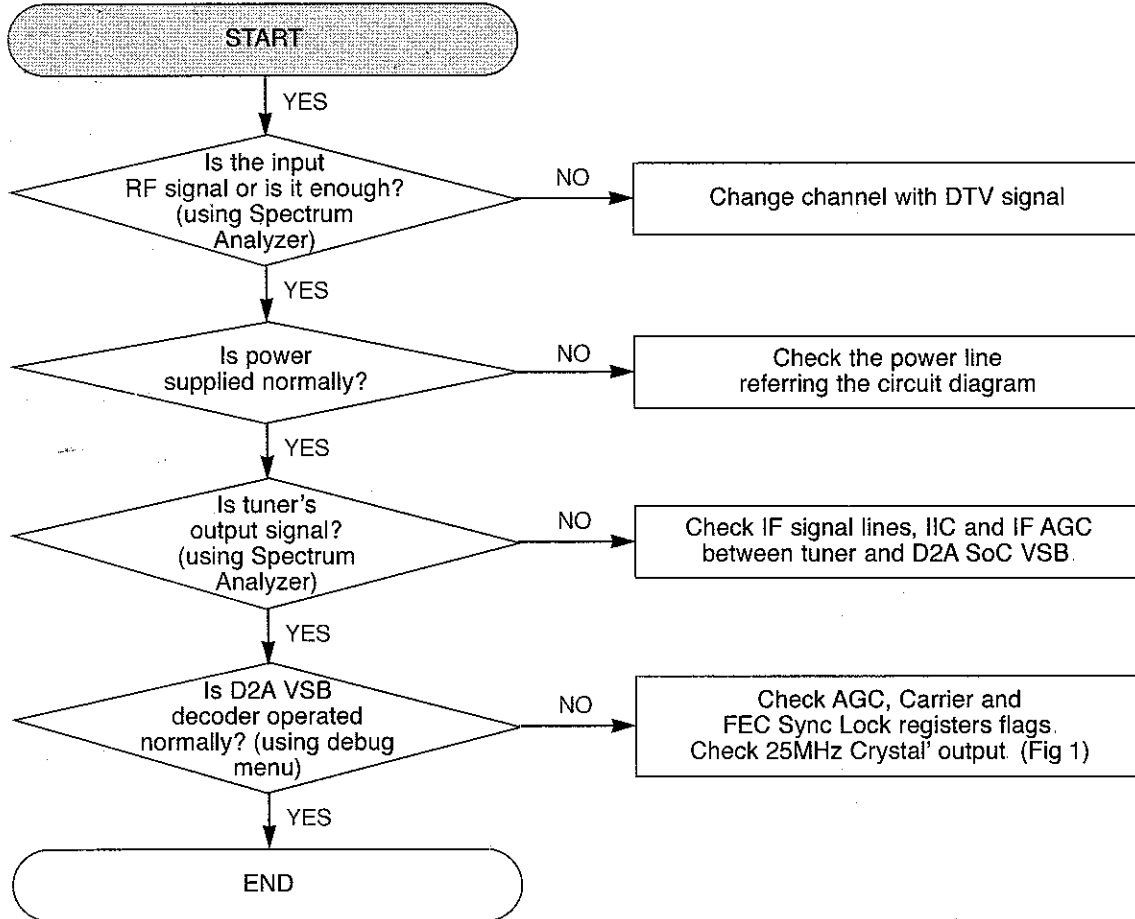 START
YES
Is the input
RF signal or is it enough?
(using Spectrum
Analyzer)
NO
Change channel with DTV signal
YES
Is power
supplied normally?
NO
Check the power line
referring the circuit diagram
YES
Is tuner's
output signal?
(using Spectrum
Analyzer)
NO
Check IF signal lines, IIC and IF AGC
between tuner and D2A SoC VSB.
YES
Is D2A VSB
decoder operated
normally? (using debug
menu)
NO
Check AGC, Carrier and
FEC Sync Lock registers flags.
Check 25MHz Crystal' output. (Fig 1)
YES
END